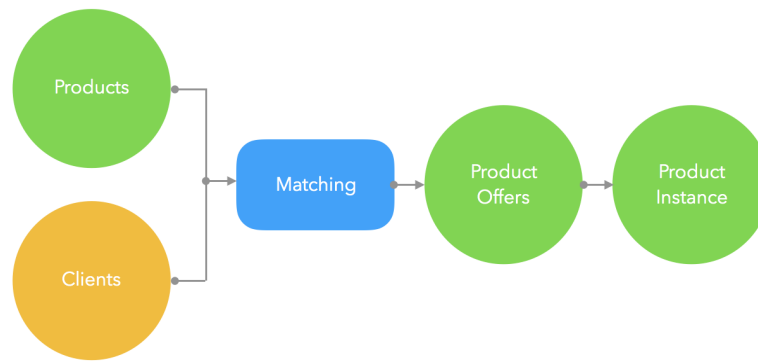 Products
Clients
Matching
Product
Offers
Product
Instance